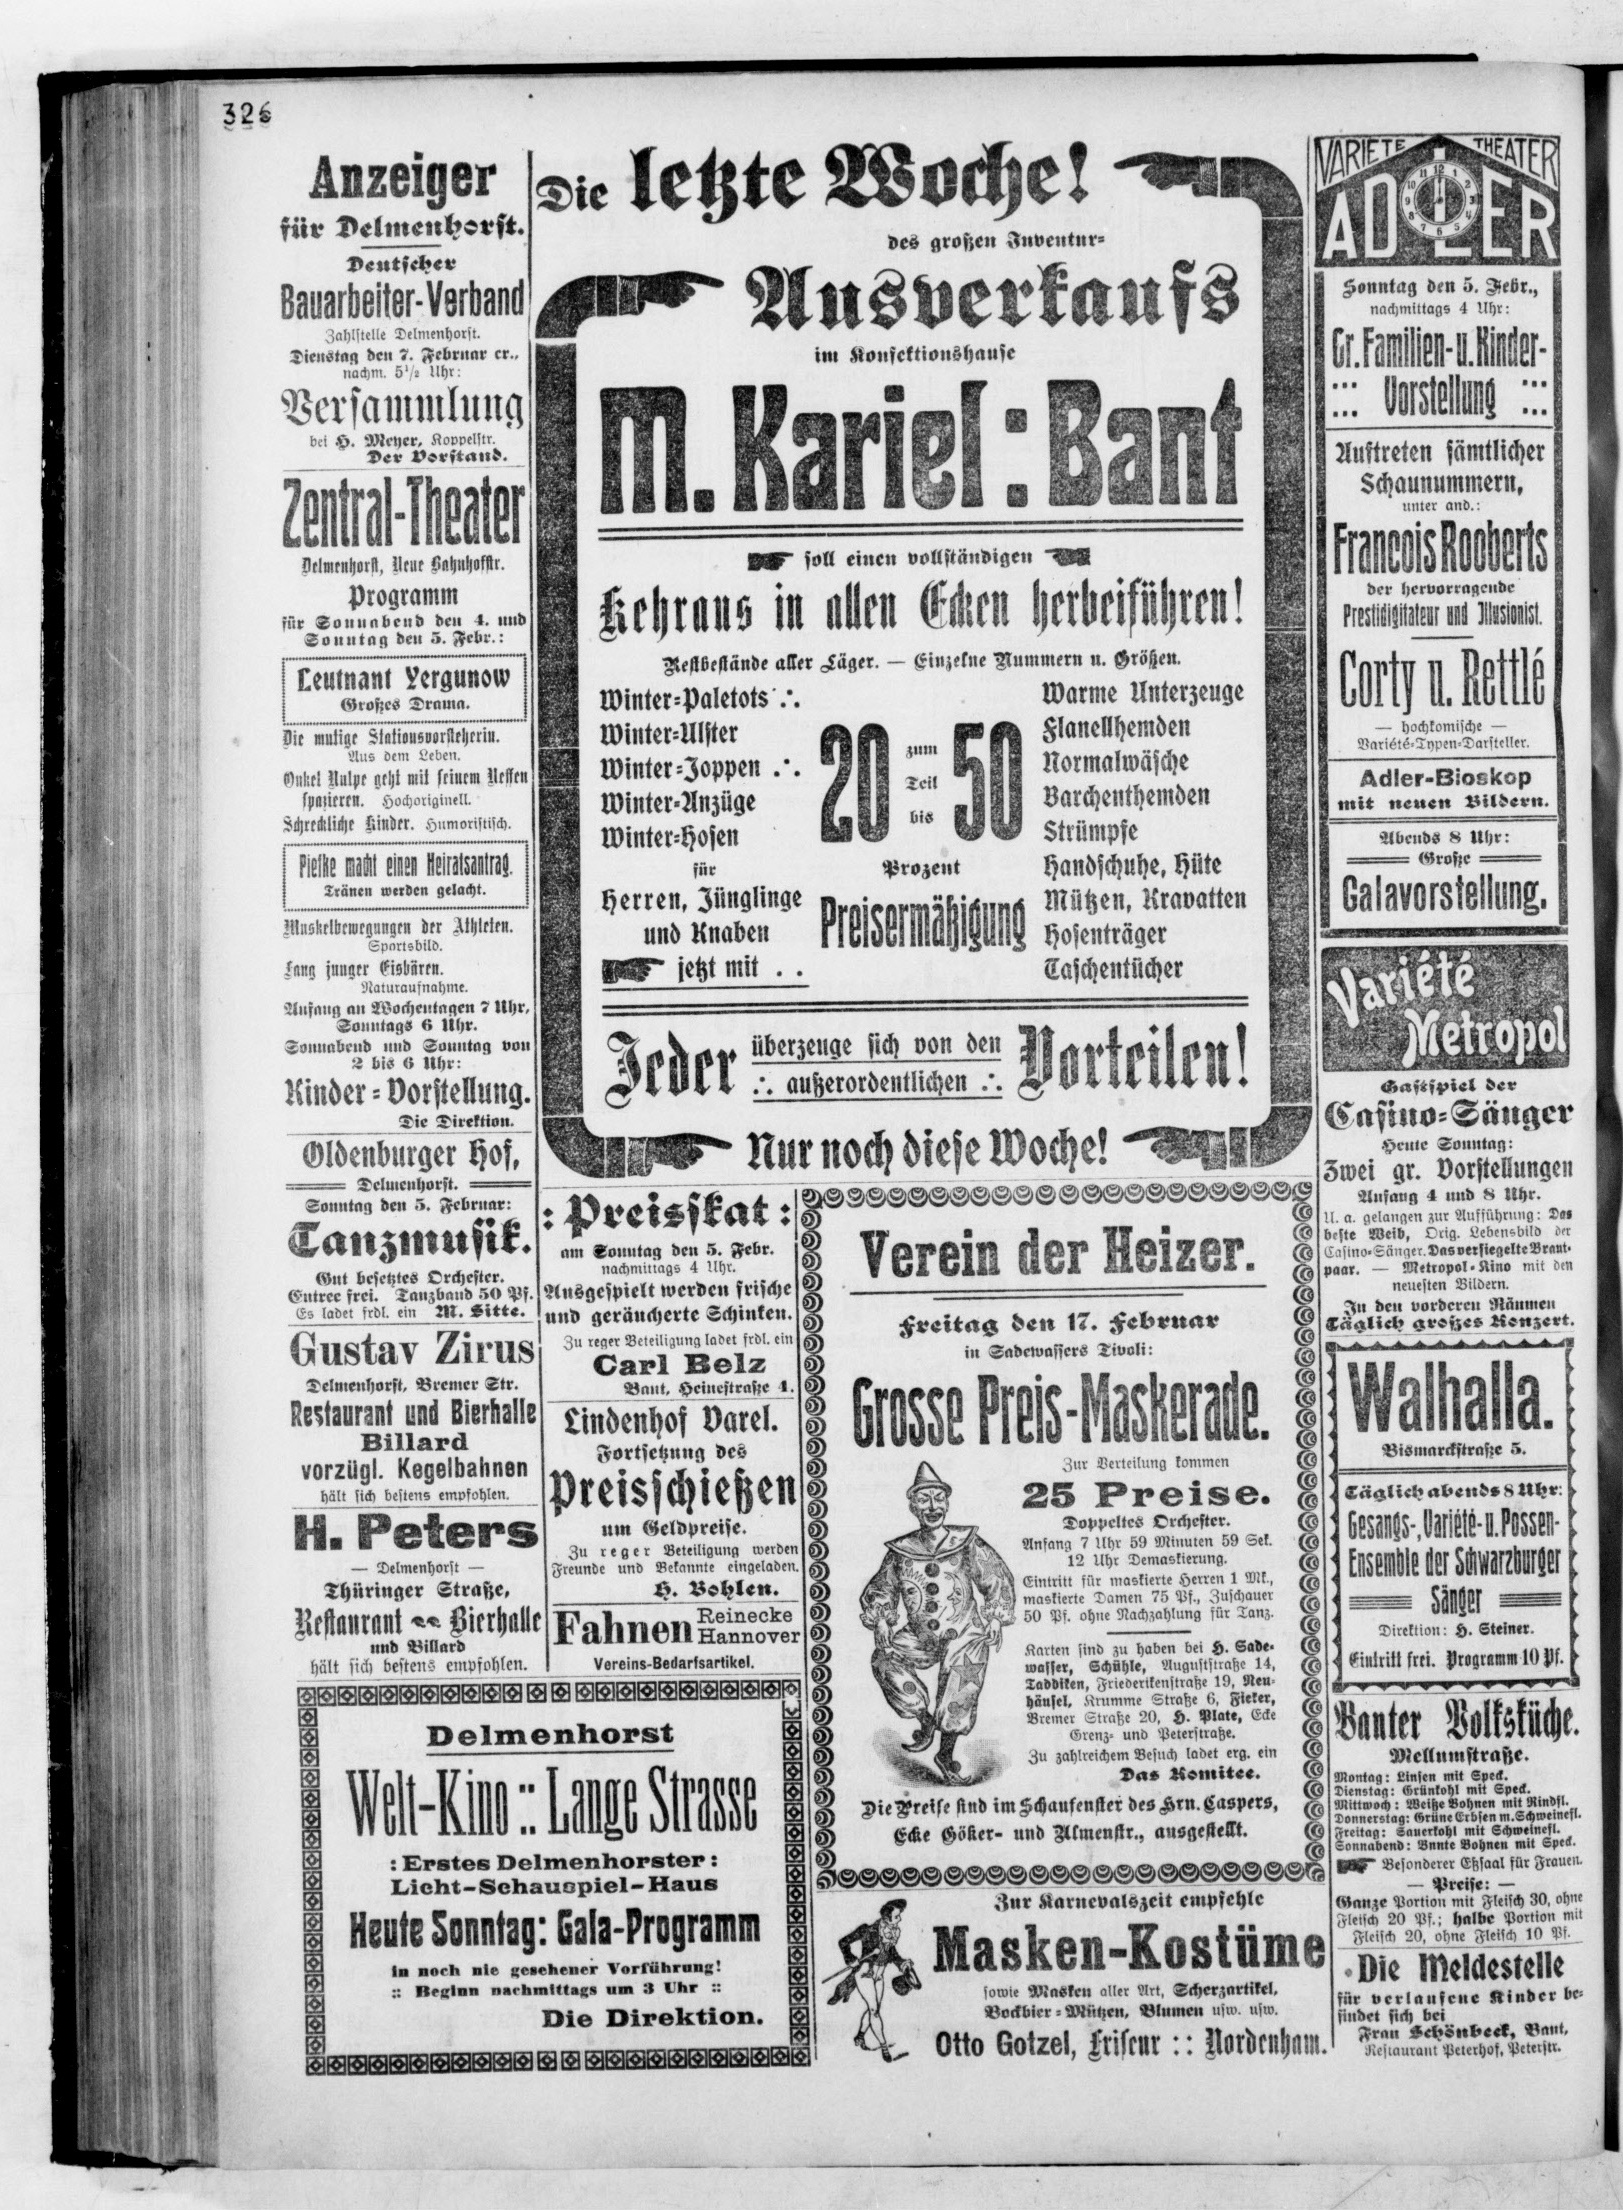 326
Anzeiger
für Delmenhorst.
Deutscher
Bauarbeiter-Verband
Zahlstelle Delmenhorst.
Dienstag den 7. Februar cr.,
nachm. 5½ Uhr:
Versammlung
bei H. Meyer, Koppelstr.
Der Vorstand.
Zentral-Theater
Delmenhorst, Neue Bahnhofstr.
Programm
für Sonnabend den 4. und
Sonntag den 5. Febr.:
Leutnant Yergunow
Großes Drama.
Die mutige Stationsvorsteherin.
Aus dem Leben.
Onkel Nulpe geht mit seinem Neffen
spazieren. Hochoriginell.
Schreckliche Kinder. Humoristisch.
Piefke macht einen Heiratsantrag.
Tränen werden gelacht.
Muskelbewegungen der Athleten.
Sportsbild.
Fang junger Eisbären.
Naturaufnahme.
Anfang an Wochentagen 7 Uhr,
Sonntags 6 Uhr.
Sonnabend und Sonntag von
2 bis 6 Uhr:
Kinder-Vorstellung.
Die Direktion.
Oldenburger Hof,
Delmenhorst.
Sonntag den 5. Februar:
Tanzmusik.
Gut besetztes Orchester.
Entree frei. Tanzband 50 Pf.
Es ladet frdl. ein M. Sitte.
Gustav Zirus
Delmenhorst, Bremer Str.
Restaurant und Bierhalle
Billard
vorzügl. Kegelbahnen
hält sich bestens empfohlen.
H. Peters
— Delmenhorst —
Thüringer Straße,
Restaurant Bierhalle
und Billard
hält sich bestens empfohlen.
Die letzte Woche!
des großen Inventur-
Ausverkaufs
im Konfektionshause
M. Kariel : Bant
soll einen vollständigen
Kehraus in allen Ecken herbeiführen!
Restbestände aller Läger. — Einzelne Nummern u. Größen.
Winter-Paletots ∴
Winter-Ulster
Winter-Joppen ∴
Winter-Anzüge
Winter-Hosen
für
Herren, Jünglinge
und Knaben
jetzt mit . .
20 zum Teil bis 50
Prozent
Preisermäßigung
Warme Unterzeuge
Flanellhemden
Normalwäsche
Barchenthemden
Strümpfe
Handschuhe, Hüte
Mützen, Kravatten
Hosenträger
Taschentücher
Jeder überzeuge sich von den
∴ außerordentlichen ∴ Vorteilen!
Nur noch diese Woche!
: Preisskat :
am Sonntag den 5. Febr.
nachmittags 4 Uhr.
Ausgespielt werden frische
und geräucherte Schinken.
Zu reger Beteiligung ladet frdl. ein
Carl Belz
Bant, Heinestraße 4.
Lindenhof Varel.
Fortsetzung des
Preisschießen
um Geldpreise.
Zu reger Beteiligung werden
Freunde und Bekannte eingeladen.
H. Bohlen.
Fahnen Reinecke
Hannover
Vereins-Bedarfsartikel.
Delmenhorst
Welt-Kino :: Lange Strasse
: Erstes Delmenhorster :
Licht-Schauspiel-Haus
Heute Sonntag: Gala-Programm
in noch nie gesehener Vorführung!
:: Beginn nachmittags um 3 Uhr ::
Die Direktion.
Verein der Heizer.
Freitag den 17. Februar
in Sadewassers Tivoli:
Grosse Preis-Maskerade.
Zur Verteilung kommen
25 Preise.
Doppeltes Orchester.
Anfang 7 Uhr 59 Minuten 59 Sek.
12 Uhr Demaskierung.
Eintritt für maskierte Herren 1 Mk.,
maskierte Damen 75 Pf., Zuschauer
50 Pf. ohne Nachzahlung für Tanz.
Karten sind zu haben bei H. Sade-
wasser, Schühle, Auguststraße 14,
Taddiken, Friederikenstraße 19, Neu-
häusel, Krumme Straße 6, Fieker,
Bremer Straße 20, H. Plate, Ecke
Grenz- und Peterstraße.
Zu zahlreichem Besuch ladet erg. ein
Das Komitee.
Die Preise sind im Schaufenster des Hrn. Caspers,
Ecke Göker- und Almenstr., ausgestellt.
Zur Karnevalszeit empfehle
Masken-Kostüme
sowie Masken aller Art, Scherzartikel,
Bockbier-Mützen, Blumen usw. usw.
Otto Gotzel, Friseur :: Nordenham.
VARIETE THEATER
ADLER
Sonntag den 5. Febr.,
nachmittags 4 Uhr:
Gr. Familien- u. Kinder-
::: Vorstellung :::
Auftreten sämtlicher
Schaunummern,
unter and.:
Francois Rooberts
der hervorragende
Prestidigitateur und Illusionist.
Corty u. Rettlé
— hochkomische —
Variété-Typen-Darsteller.
Adler-Bioskop
mit neuen Bildern.
Abends 8 Uhr:
Große
Galavorstellung.
Variété
Metropol
Gastspiel der
Casino-Sänger
Heute Sonntag:
Zwei gr. Vorstellungen
Anfang 4 und 8 Uhr.
U. a. gelangen zur Aufführung: Das
beste Weib, Orig. Lebensbild der
Casino-Sänger. Das versiegelte Braut-
paar. — Metropol-Kino mit den
neuesten Bildern.
In den vorderen Räumen
Täglich großes Konzert.
Walhalla.
Bismarckstraße 5.
Täglich abends 8 Uhr:
Gesangs-, Variété- u. Possen-
Ensemble der Schwarzburger
Sänger
Direktion: H. Steiner.
Eintritt frei. Programm 10 Pf.
Banter Volksküche.
Mellumstraße.
Montag: Linsen mit Speck.
Dienstag: Grünkohl mit Speck.
Mittwoch: Weiße Bohnen mit Rindfl.
Donnerstag: Grüne Erbsen m. Schweinefl.
Freitag: Sauerkohl mit Schweinefl.
Sonnabend: Bunte Bohnen mit Speck.
Besonderer Eßsaal für Frauen.
— Preise: —
Ganze Portion mit Fleisch 30, ohne
Fleisch 20 Pf.; halbe Portion mit
Fleisch 20, ohne Fleisch 10 Pf.
Die Meldestelle
für verlaufene Kinder be-
findet sich bei
Frau Schönbeck, Bant,
Restaurant Peterhof, Peterstr.